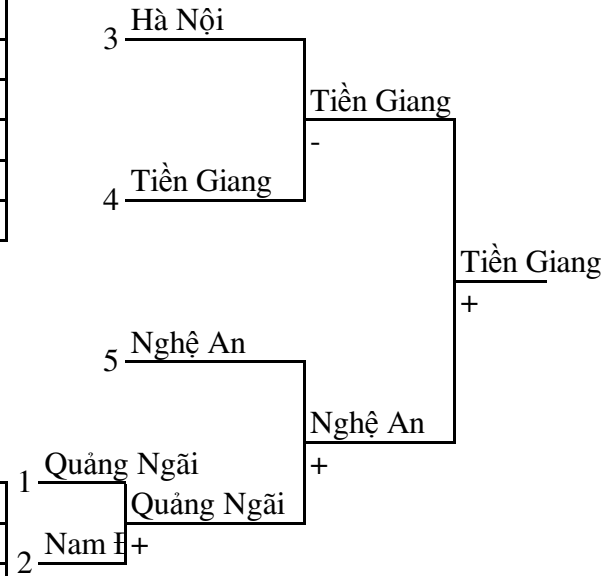 Hà Nội
3
Tiền Giang
-
Tiền Giang
4
Tiền Giang
+
Nghệ An
5
Nghệ An
+
Quảng Ngãi
1
Quảng Ngãi
Nam
+
2